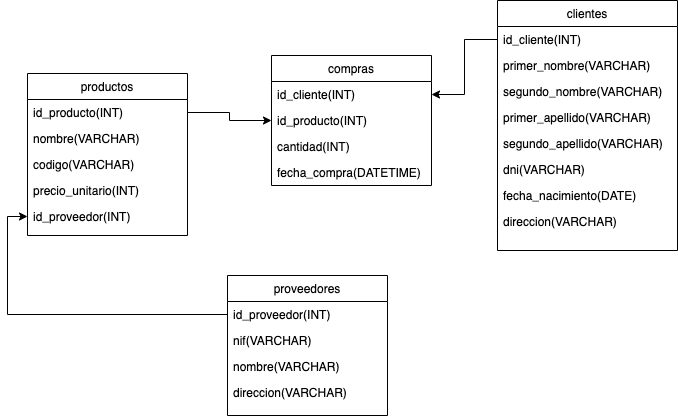 clientes
id_cliente(INT)
primer_nombre(VARCHAR)
segundo_nombre(VARCHAR)
primer_apellido(VARCHAR)
segundo_apellido(VARCHAR)
dni(VARCHAR)
fecha_nacimiento(DATE)
direccion(VARCHAR)
compras
id_cliente(INT)
id_producto(INT)
cantidad(INT)
fecha_compra(DATETIME)
productos
id_producto(INT)
nombre(VARCHAR)
codigo(VARCHAR)
precio_unitario(INT)
id_proveedor(INT)
proveedores
id_proveedor(INT)
nif(VARCHAR)
nombre(VARCHAR)
direccion(VARCHAR)